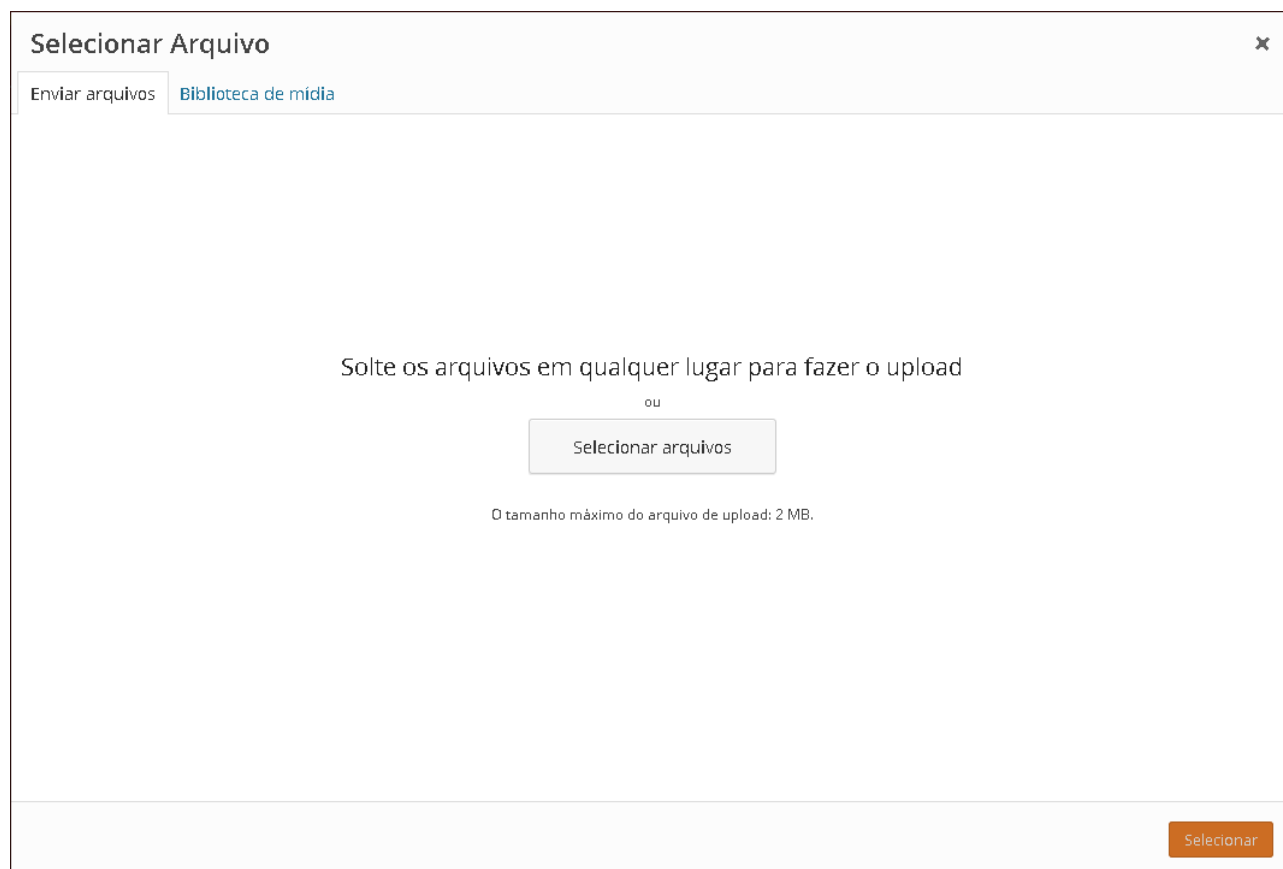 Selecionar Arquivo
Enviar arquivos Biblioteca de mídia
Solte os arquivos em qualquer lugar para fazer o upload
ou
Selecionar arquivos
O tamanho máximo do arquivo de upload: 2 MB.
Selecionar